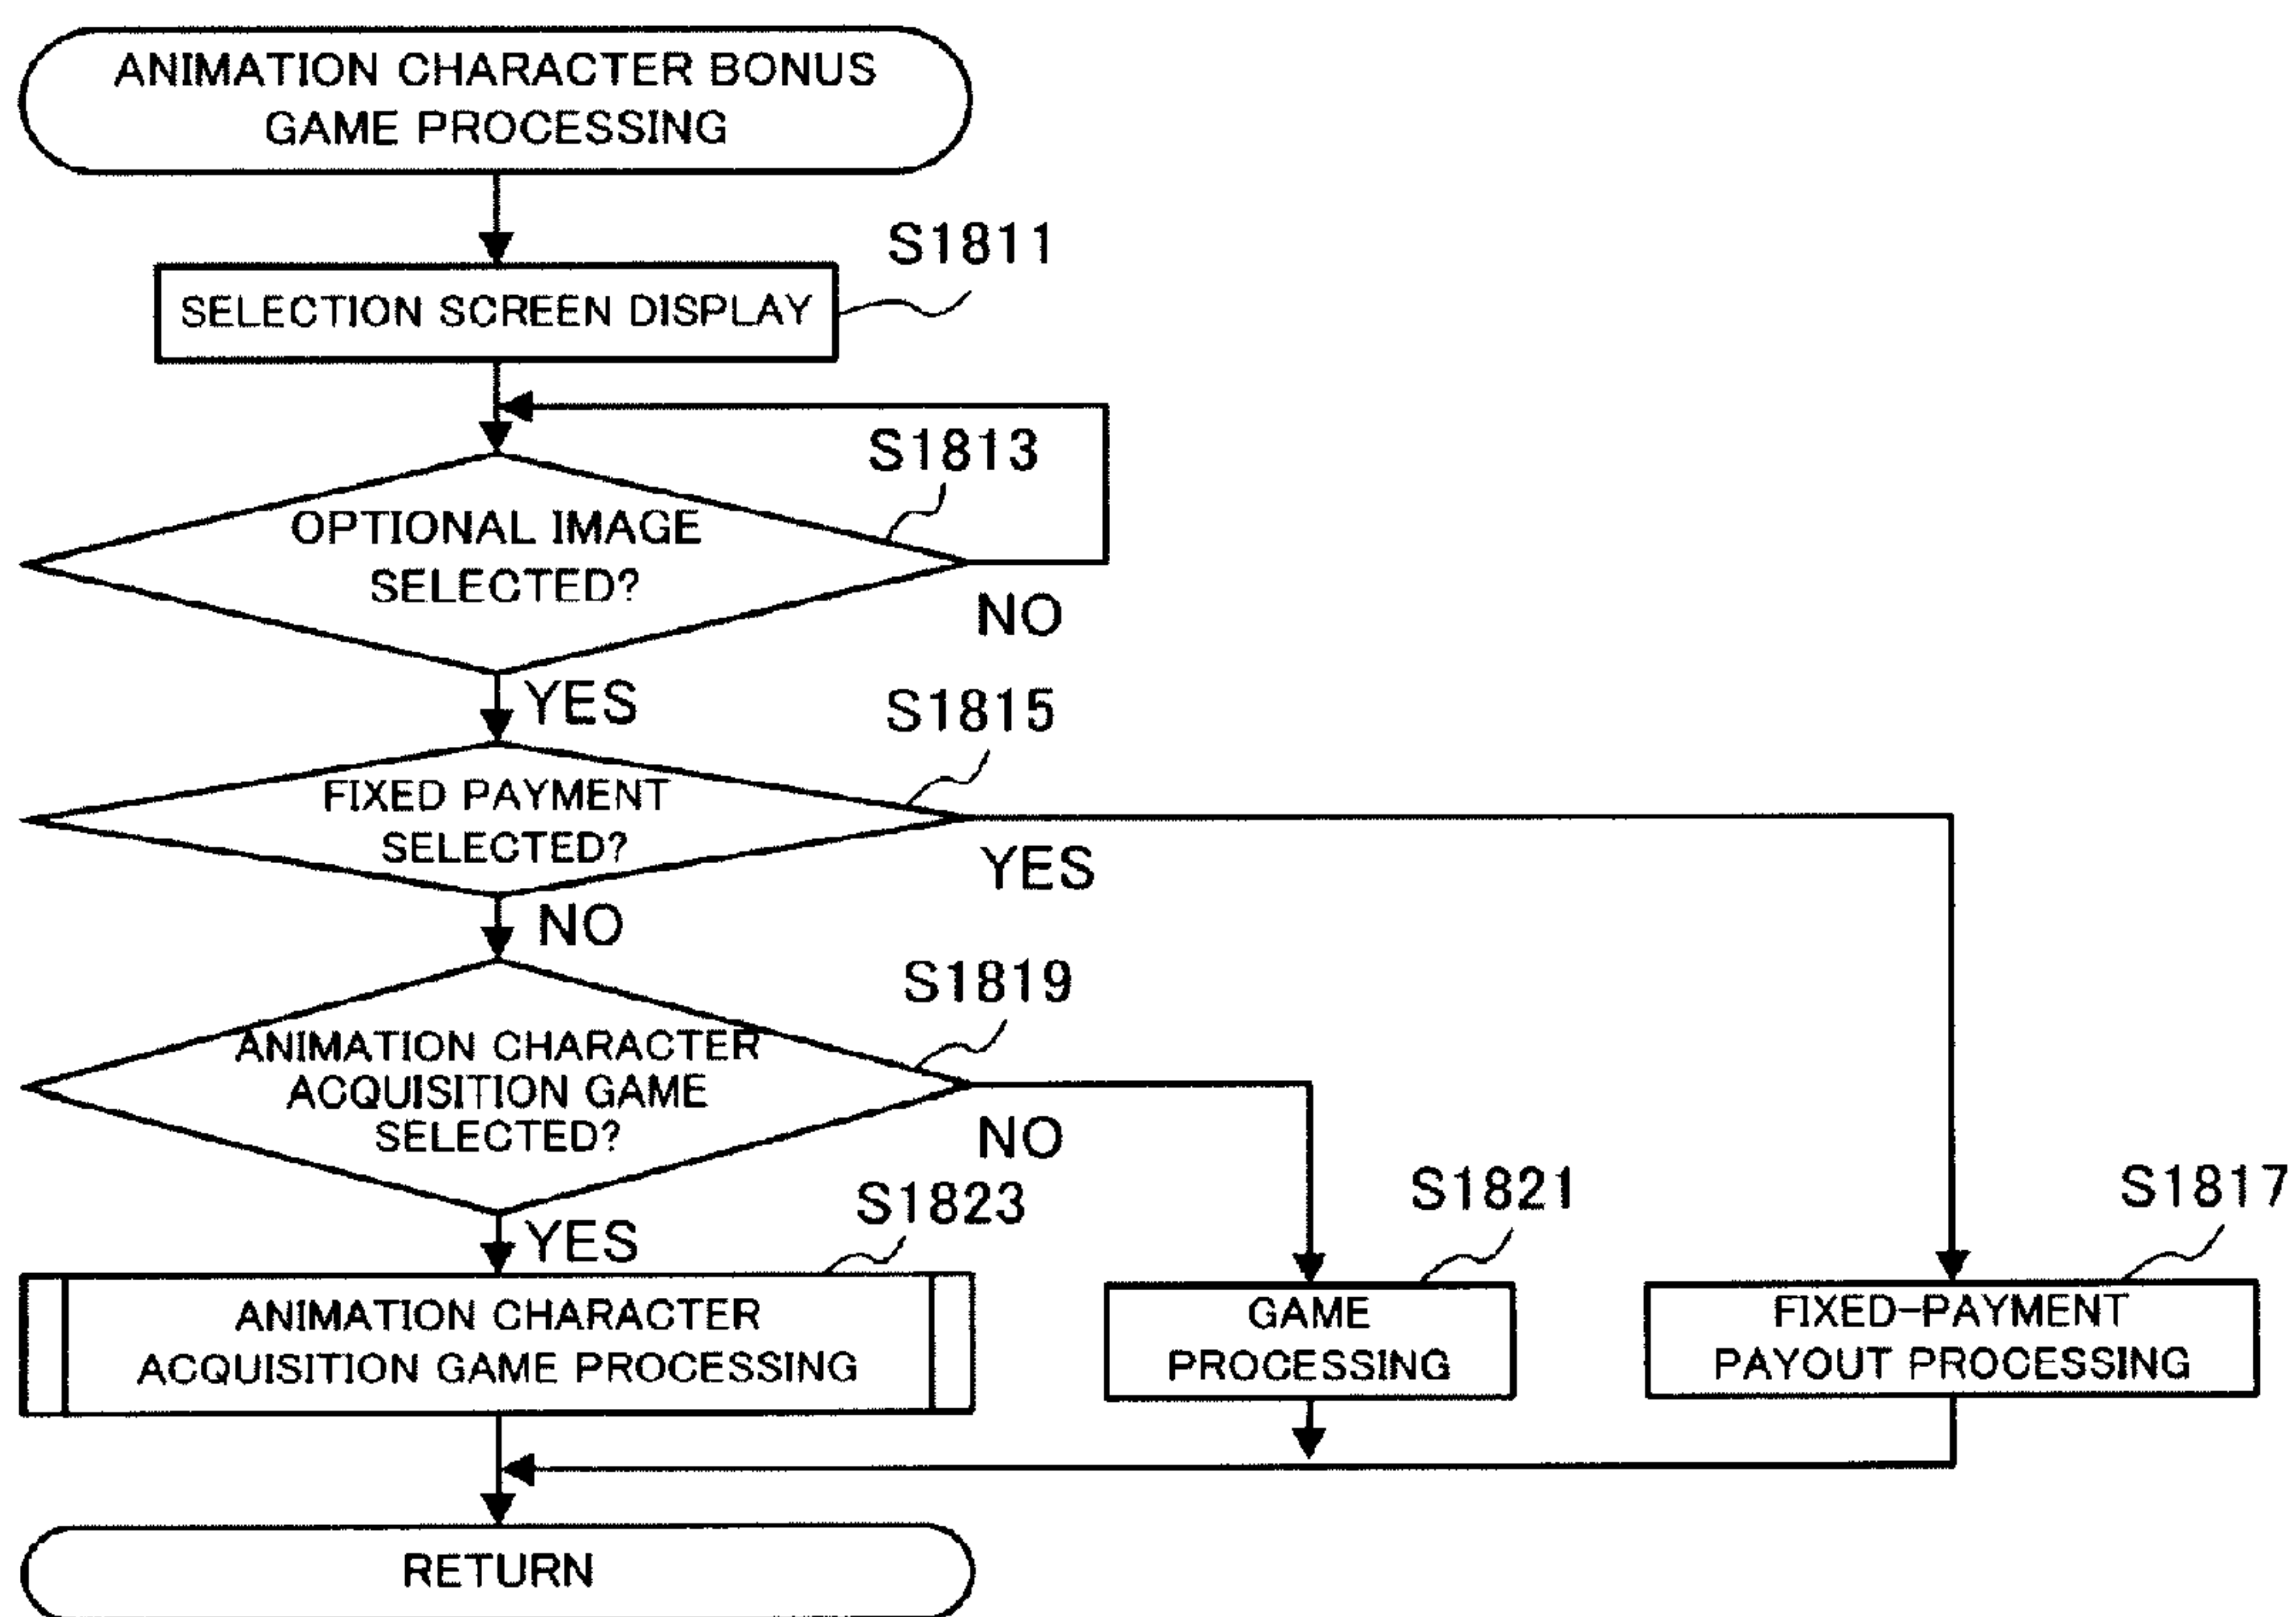 ANIMATION CHARACTER BONUS
GAME PROCESSING
S1811
SELECTION SCREEN DISPLAY
S1813
OPTIONAL IMAGE
SELECTED?
NO
YES
S1815
FIXED PAYMENT
SELECTED?
YES
NO
S1819
ANIMATION CHARACTER
ACQUISITION GAME
SELECTED?
NO
YES
S1823
S1821
S1817
ANIMATION CHARACTER
ACQUISITION GAME PROCESSING
GAME
PROCESSING
FIXED-PAYMENT
PAYOUT PROCESSING
RETURN